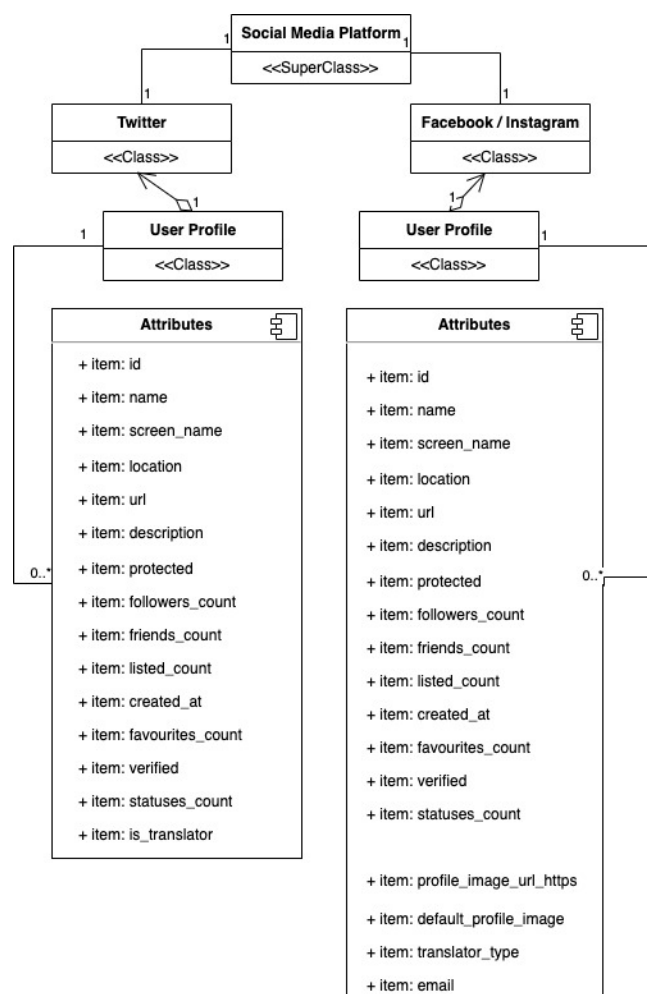 Social Media Platform
<<SuperClass>>
1
1
1
1
Twitter
<<Class>>
Facebook / Instagram
<<Class>>
1
1
User Profile
<<Class>>
1
User Profile
<<Class>>
1
Attributes
+ item: id
+ item: name
+ item: screen_name
+ item: location
+ item: url
+ item: description
+ item: protected
+ item: followers_count
+ item: friends_count
+ item: listed_count
+ item: created_at
+ item: favourites_count
+ item: verified
+ item: statuses_count
+ item: is_translator
0..*
Attributes
+ item: id
+ item: name
+ item: screen_name
+ item: location
+ item: url
+ item: description
+ item: protected
+ item: followers_count
+ item: friends_count
+ item: listed_count
+ item: created_at
+ item: favourites_count
+ item: verified
+ item: statuses_count
+ item: profile_image_url_https
+ item: default_profile_image
+ item: translator_type
+ item: email
0..*